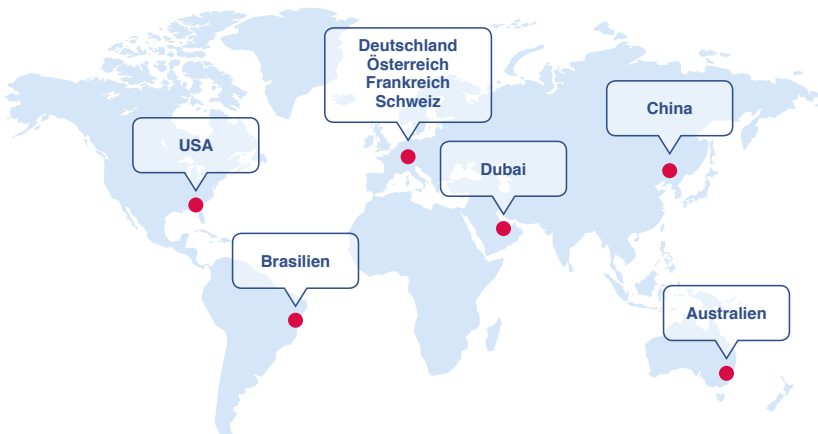 Deutschland
Österreich
Frankreich
Schweiz
China
USA
Dubai
Brasilien
Australien